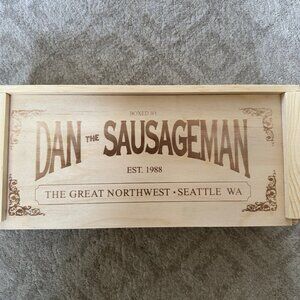 BOXED BY
DAN THE SAUSAGEMAN
EST. 1988
THE GREAT NORTHWEST • SEATTLE WA